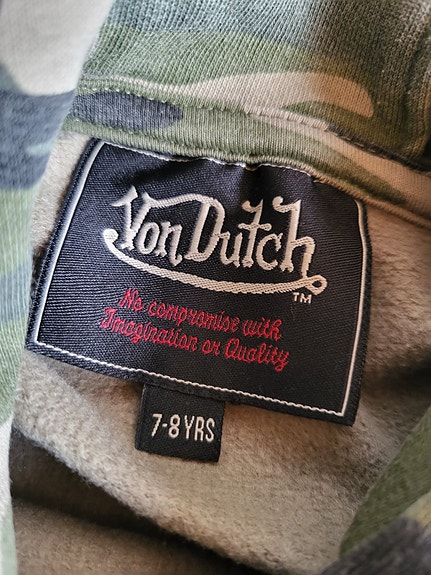 Von Dutch
TM
No compromise with
Imagination or Quality
7-8 YRS